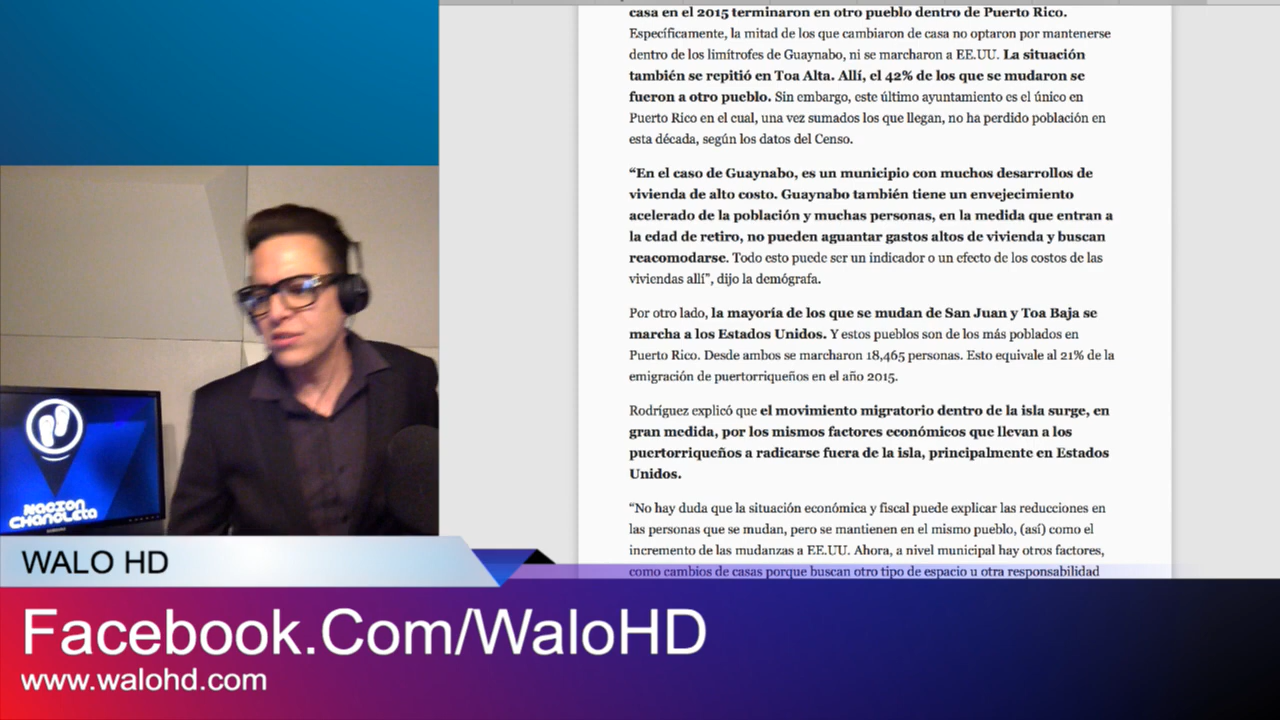 casa en el 2015 terminaron en otro pueblo dentro de Puerto Rico.
Específicamente, la mitad de los que cambiaron de casa no optaron por mantenerse
dentro de los limítrofes de Guaynabo, ni se marcharon a EE.UU. La situación
también se repitió en Toa Alta. Allí, el 42% de los que se mudaron se
fueron a otro pueblo. Sin embargo, este último ayuntamiento es el único en
Puerto Rico en el cual, una vez sumados los que llegan, no ha perdido población en
esta década, según los datos del Censo.
“En el caso de Guaynabo, es un municipio con muchos desarrollos de
vivienda de alto costo. Guaynabo también tiene un envejecimiento
acelerado de la población y muchas personas, en la medida que entran a
la edad de retiro, no pueden aguantar gastos altos de vivienda y buscan
reacomodarse. Todo esto puede ser un indicador o un efecto de los costos de las
viviendas allí”, dijo la demógrafa.
Por otro lado, la mayoría de los que se mudan de San Juan y Toa Baja se
marcha a los Estados Unidos. Y estos pueblos son de los más poblados en
Puerto Rico. Desde ambos se marcharon 18,465 personas. Esto equivale al 21% de la
emigración de puertorriqueños en el año 2015.
Rodríguez explicó que el movimiento migratorio dentro de la isla surge, en
gran medida, por los mismos factores económicos que llevan a los
puertorriqueños a radicarse fuera de la isla, principalmente en Estados
Unidos.
“No hay duda que la situación económica y fiscal puede explicar las reducciones en
las personas que se mudan, pero se mantienen en el mismo pueblo, (así) como el
incremento de las mudanzas a EE.UU. Ahora, a nivel municipal hay otros factores,
como cambios de casas porque buscan otro tipo de espacio u otra responsabilidad
NACION
CHANCLETA
SAMSUNG
WALO HD
Facebook.Com/WaloHD
www.walohd.com